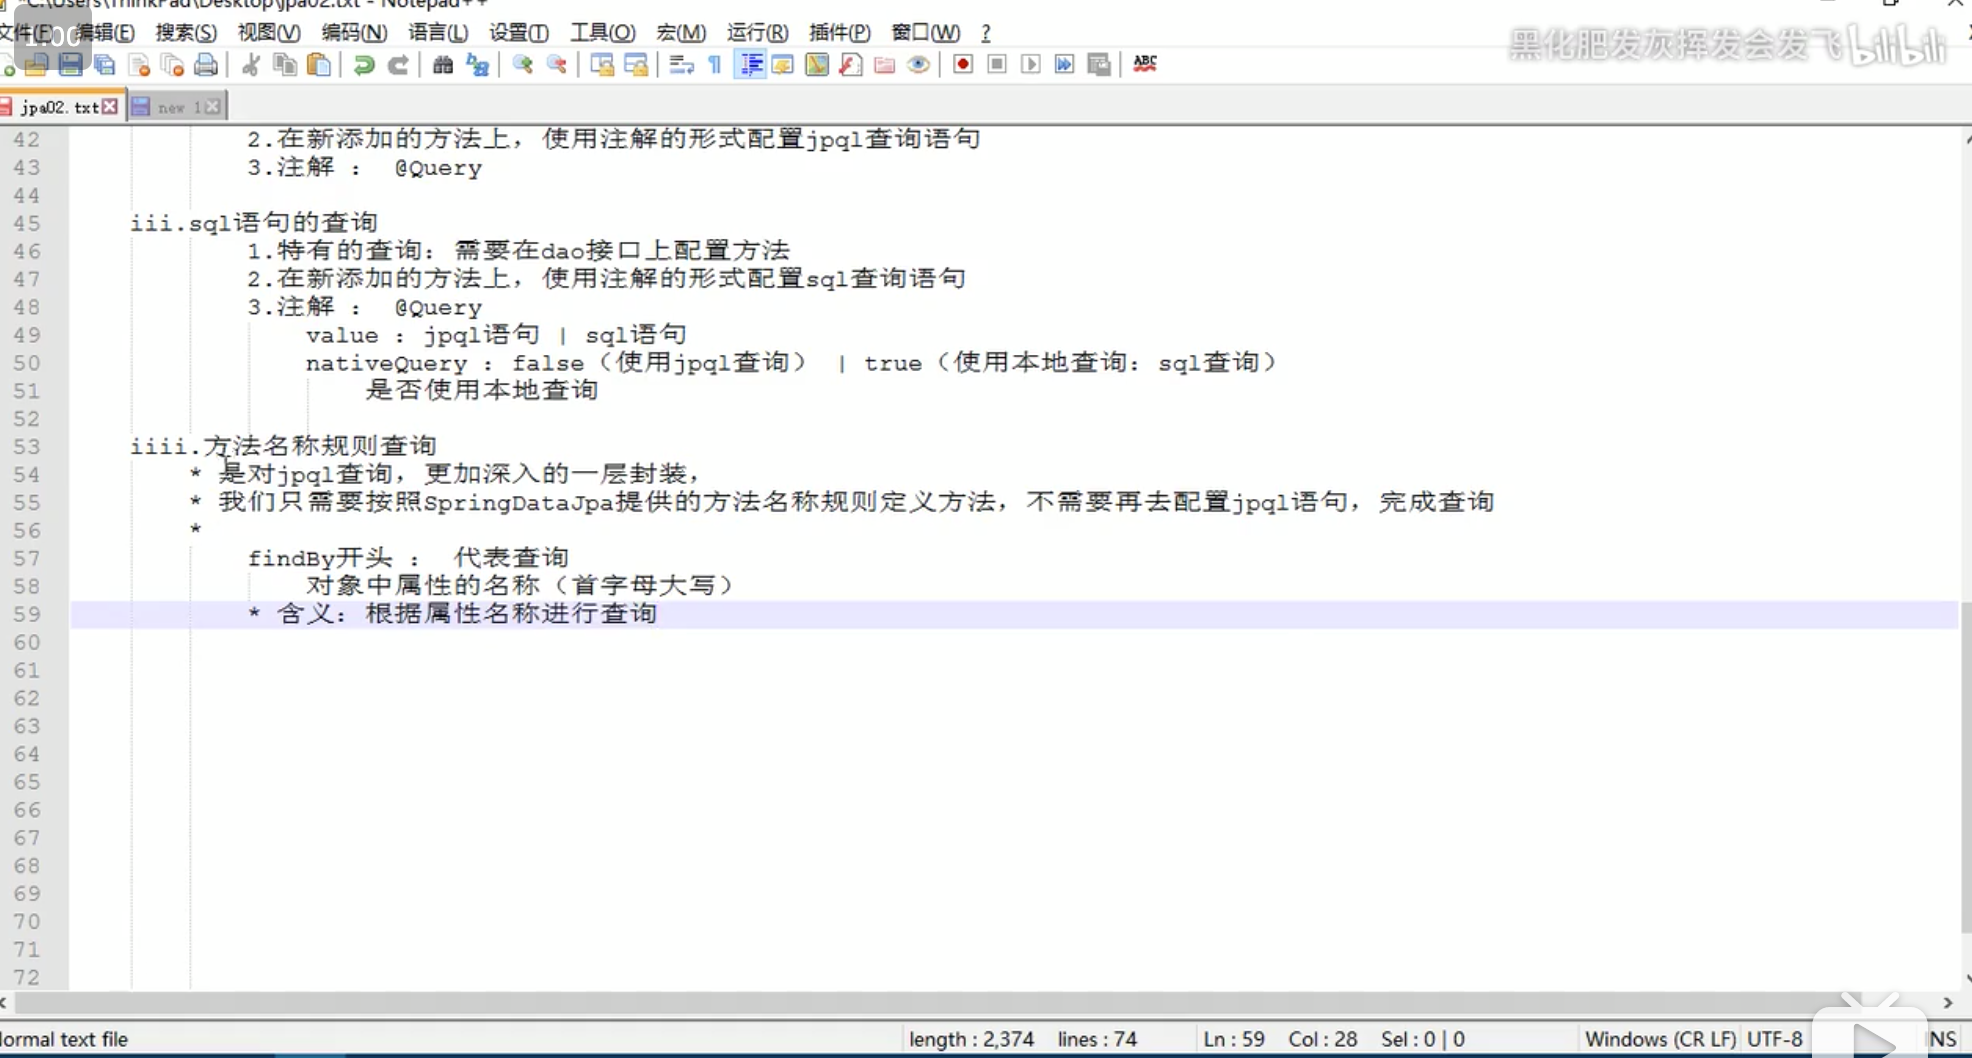 *C:\Users\ThinkPad\Desktop\jpa02.txt - Notepad++
1.00
文件(F) 编辑(E) 搜索(S) 视图(V) 编码(N) 语言(L) 设置(T) 工具(O) 宏(M) 运行(R) 插件(P) 窗口(W) ?
黑化肥发灰挥发会发飞 bilibili
ABC
jpa02.txt new 1
42 2.在新添加的方法上，使用注解的形式配置jpql查询语句
43 3.注解 ： @Query
44
45 iii.sql语句的查询
46 1.特有的查询：需要在dao接口上配置方法
47 2.在新添加的方法上，使用注解的形式配置sql查询语句
48 3.注解 ： @Query
49 value : jpql语句 | sql语句
50 nativeQuery : false（使用jpql查询） | true（使用本地查询：sql查询）
51 是否使用本地查询
52
53 iiii.方法名称规则查询
54 * 是对jpql查询，更加深入的一层封装，
55 * 我们只需要按照SpringDataJpa提供的方法名称规则定义方法，不需要再去配置jpql语句，完成查询
56 *
57 findBy开头 ： 代表查询
58 对象中属性的名称（首字母大写）
59 * 含义：根据属性名称进行查询
60
61
62
63
64
65
66
67
68
69
70
71
72
ormal text file length : 2,374 lines : 74 Ln : 59 Col : 28 Sel : 0 | 0 Windows (CR LF) UTF-8 INS